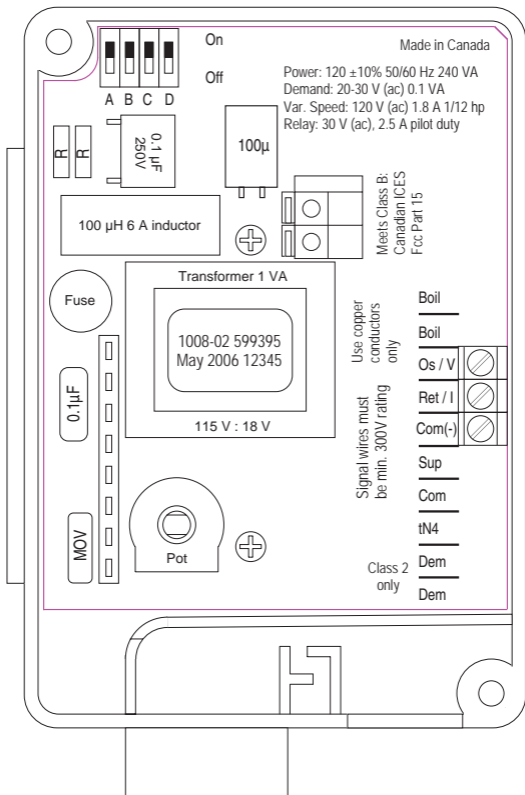 On
Off
A B C D
Made in Canada
Power: 120 ±10% 50/60 Hz 240 VA
Demand: 20-30 V (ac) 0.1 VA
Var. Speed: 120 V (ac) 1.8 A 1/12 hp
Relay: 30 V (ac), 2.5 A pilot duty
R
R
0.1 µF
250V
100µ
Meets Class B:
Canadian ICES
Fcc Part 15
100 µH 6 A inductor
Transformer 1 VA
Fuse
1008-02 599395
May 2006 12345
115 V : 18 V
0.1µF
MOV
Pot
Use copper
conductors
only
Signal wires must
be min. 300V rating
Class 2
only
Boil
Boil
Os / V
Ret / I
Com(-)
Sup
Com
tN4
Dem
Dem